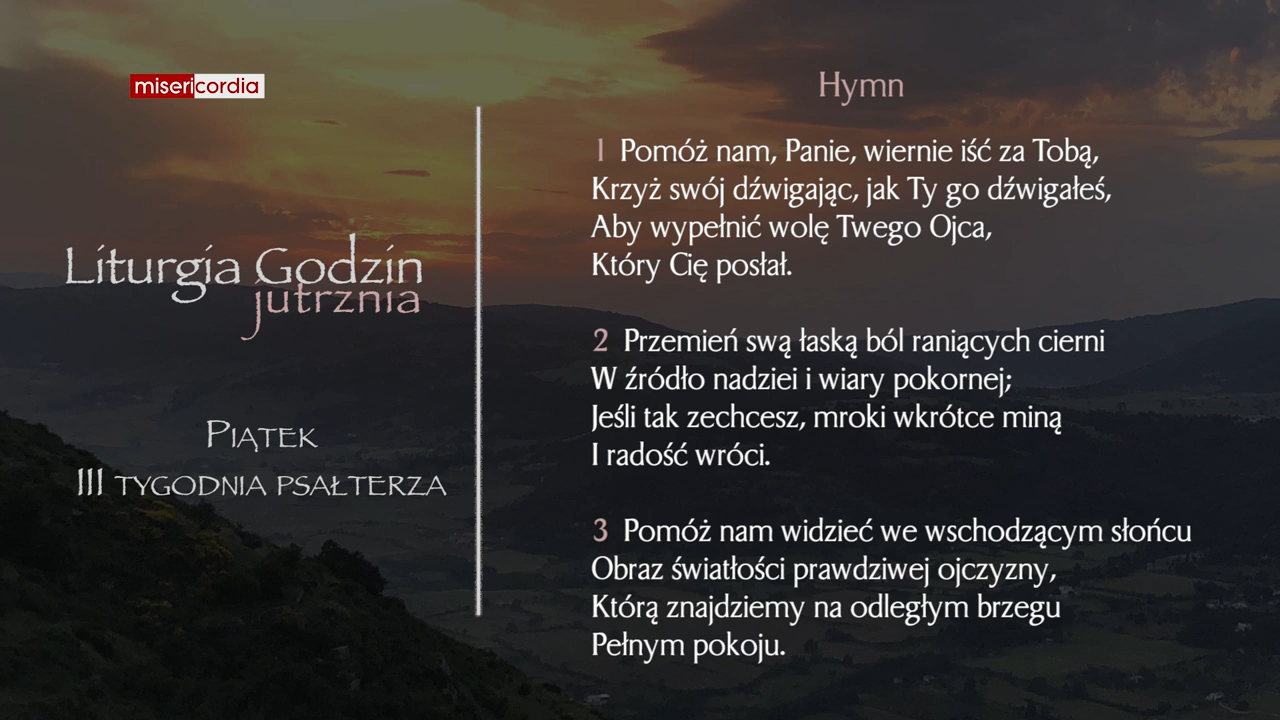 misericordia
Liturgia Godzin
jutrznia
Piątek
III tygodnia psałterza
Hymn
1 Pomóż nam, Panie, wiernie iść za Tobą,
Krzyż swój dźwigając, jak Ty go dźwigałeś,
Aby wypełnić wolę Twego Ojca,
Który Cię posłał.
2 Przemień swą łaską ból raniących cierni
W źródło nadziei i wiary pokornej;
Jeśli tak zechcesz, mroki wkrótce miną
I radość wróci.
3 Pomóż nam widzieć we wschodzącym słońcu
Obraz światłości prawdziwej ojczyzny,
Którą znajdziemy na odległym brzegu
Pełnym pokoju.